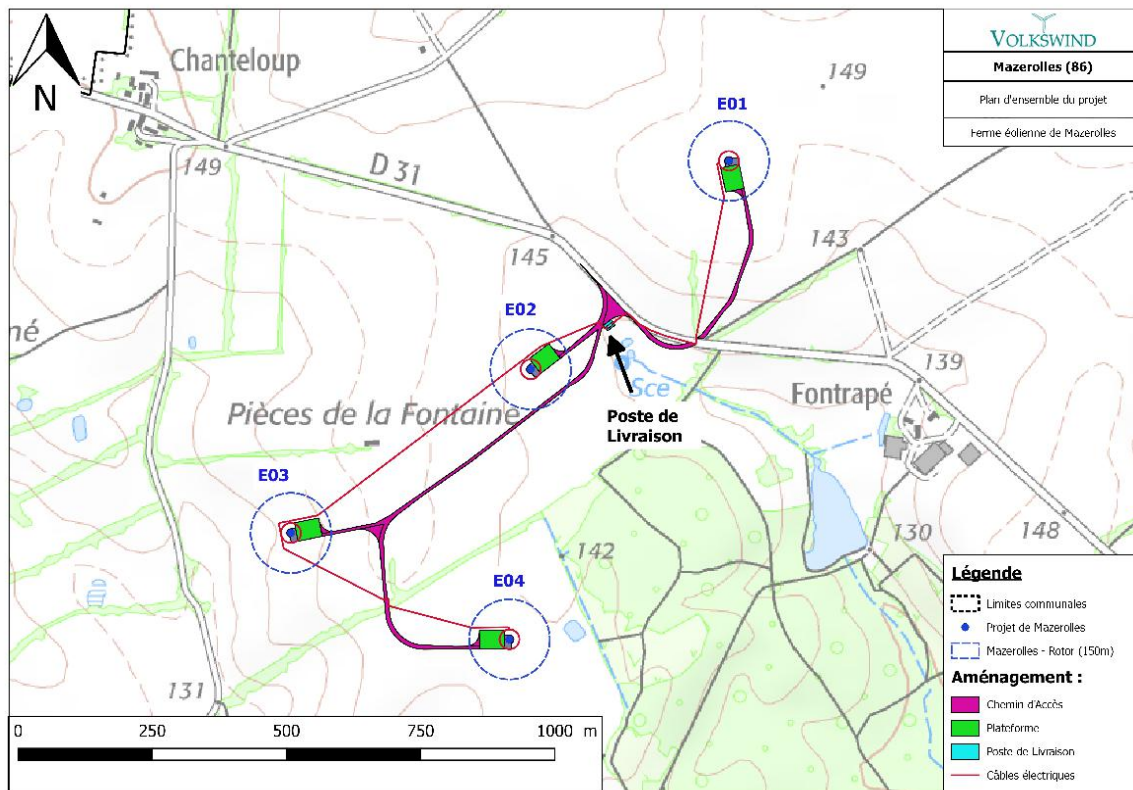 VOLKSWIND
Mazerolles (86)
Plan d'ensemble du projet
Ferme éolienne de Mazerolles
N
Chanteloup
149
D 31
149
E01
145
143
E02
né
Sce
139
Fontrapé
Pièces de la Fontaine
Poste de
Livraison
E03
148
130
142
E04
131
0 250 500 750 1000 m
Légende
Limites communales
Projet de Mazerolles
Mazerolles - Rotor (150m)
Aménagement :
Chemin d'Accès
Plateforme
Poste de Livraison
Câbles électriques